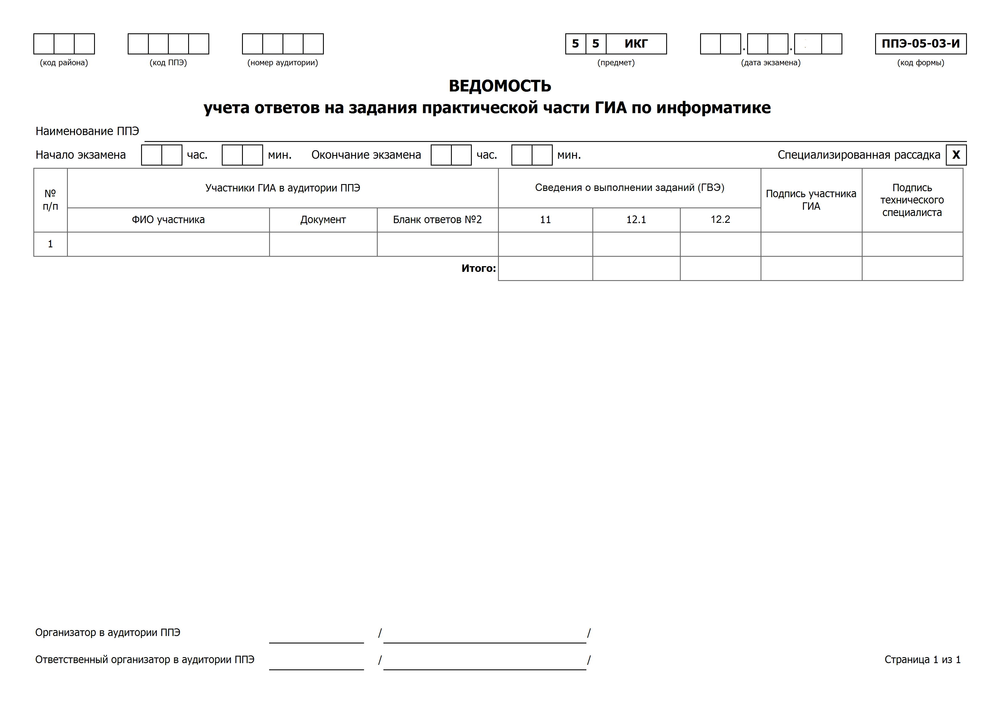 5 5 ИКГ . . ППЭ-05-03-И
(код района) (код ППЭ) (номер аудитории) (предмет) (дата экзамена) (код формы)
ВЕДОМОСТЬ
учета ответов на задания практической части ГИА по информатике
Наименование ППЭ
Начало экзамена час. мин. Окончание экзамена час. мин. Специализированная рассадка X
№ п/п
Участники ГИА в аудитории ППЭ
Сведения о выполнении заданий (ГВЭ)
Подпись участника
ГИА
Подпись
технического
специалиста
ФИО участника Документ Бланк ответов №2 11 12.1 12.2
1
Итого:
Организатор в аудитории ППЭ / /
Ответственный организатор в аудитории ППЭ / /
Страница 1 из 1